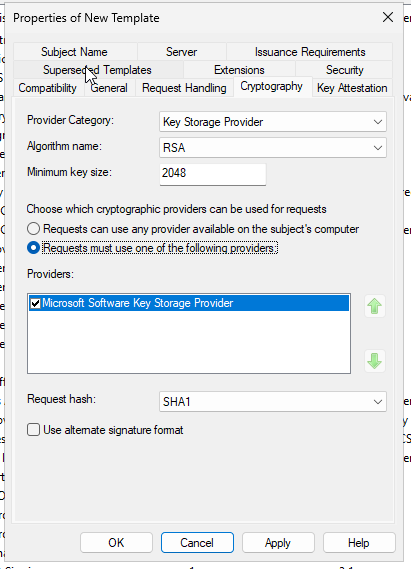 Properties of New Template
Subject Name Server Issuance Requirements
Superseded Templates Extensions Security
Compatibility General Request Handling Cryptography Key Attestation
Provider Category: Key Storage Provider
Algorithm name: RSA
Minimum key size: 2048
Choose which cryptographic providers can be used for requests
Requests can use any provider available on the subject's computer
Requests must use one of the following providers:
Providers:
Microsoft Software Key Storage Provider
Request hash: SHA1
Use alternate signature format
OK Cancel Apply Help